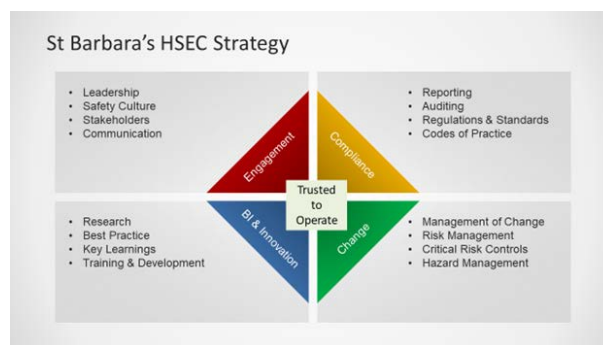 St Barbara's HSEC Strategy
• Leadership
• Safety Culture
• Stakeholders
• Communication
Engagement
• Reporting
• Auditing
• Regulations & Standards
• Codes of Practice
Compliance
Trusted
to
Operate
• Research
• Best Practice
• Key Learnings
• Training & Development
BI & Innovation
• Management of Change
• Risk Management
• Critical Risk Controls
• Hazard Management
Change